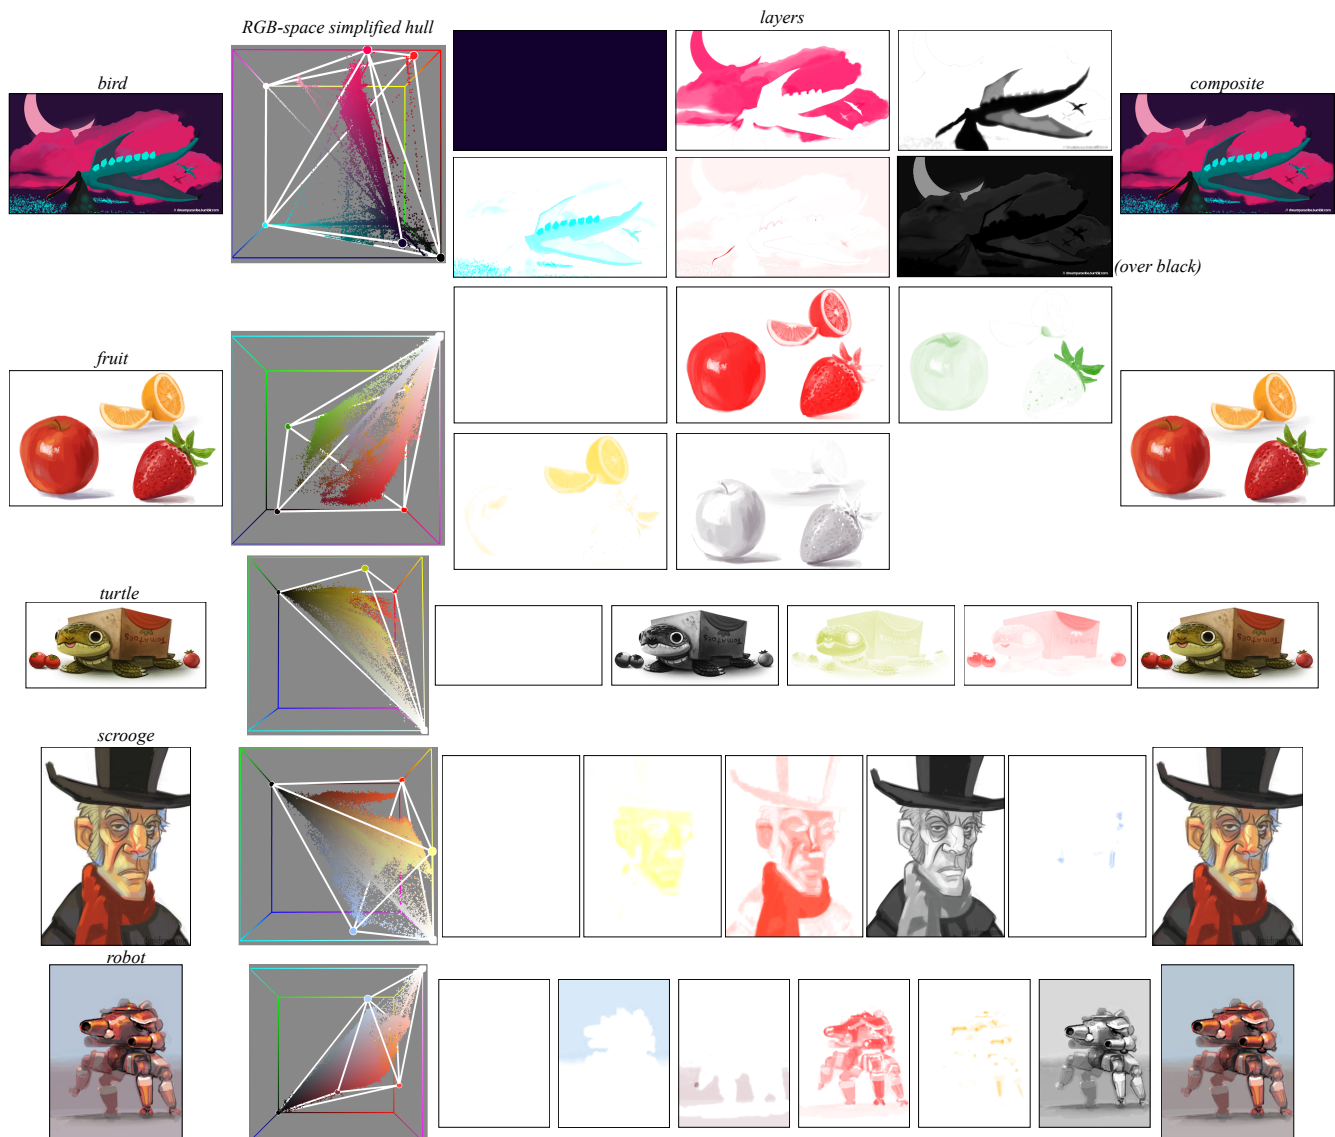 RGB-space simplified hull
layers
bird
composite
(over black)
fruit
turtle
scrooge
robot